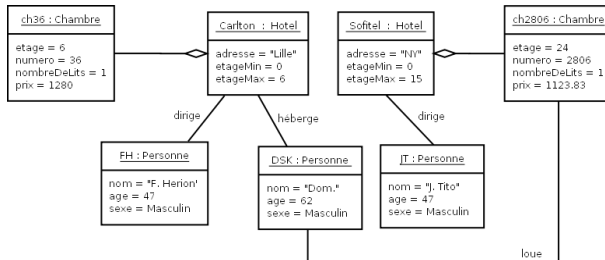 ch36 : Chambre
etage = 6
numero = 36
nombreDeLits = 1
prix = 1280
Carlton : Hotel
adresse = "Lille"
etageMin = 0
etageMax = 6
Sofitel : Hotel
adresse = "NY"
etageMin = 0
etageMax = 15
ch2806 : Chambre
etage = 24
numero = 2806
nombreDeLits = 1
prix = 1123.83
dirige
héberge
dirige
FH : Personne
nom = "F. Herion'
age = 47
sexe = Masculin
DSK : Personne
nom = "Dom."
age = 62
sexe = Masculin
JT : Personne
nom = "J. Tito"
age = 47
sexe = Masculin
loue